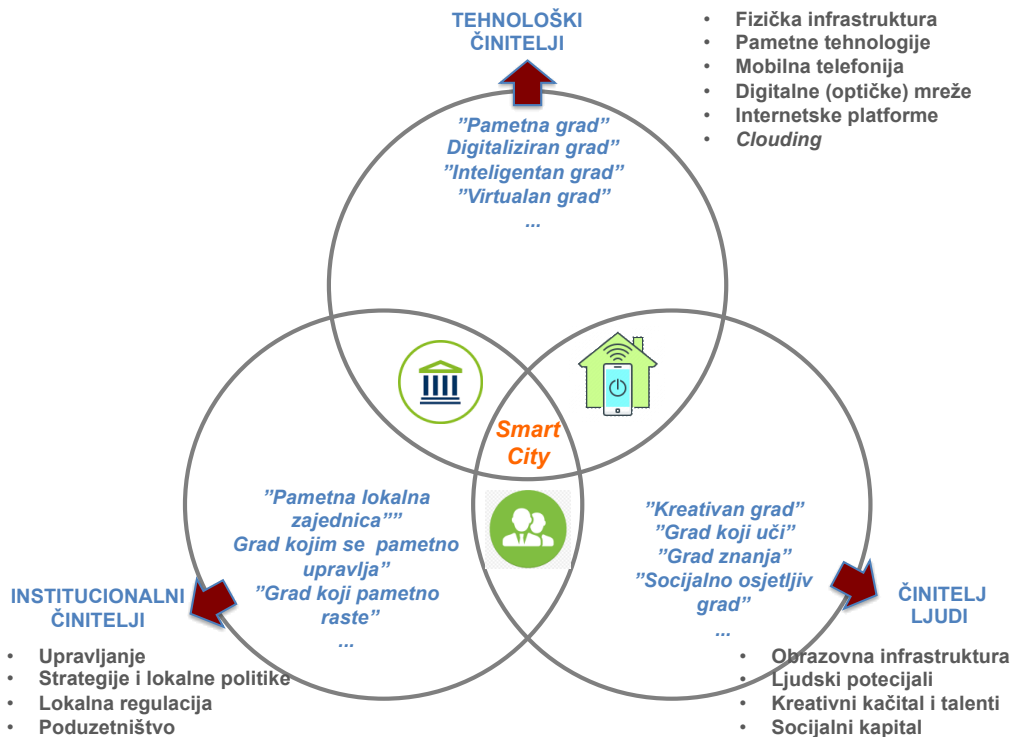 TEHNOLOŠKI
ČINITELJI
• Fizička infrastruktura
• Pametne tehnologije
• Mobilna telefonija
• Digitalne (optičke) mreže
• Internetske platforme
• Clouding
”Pametna grad”
Digitaliziran grad”
”Inteligentan grad”
”Virtualan grad”
...
Smart
City
”Pametna lokalna
zajednica””
Grad kojim se pametno
upravlja”
”Grad koji pametno
raste”
...
”Kreativan grad”
”Grad koji uči”
”Grad znanja”
”Socijalno osjetljiv
grad”
...
INSTITUCIONALNI
ČINITELJI
• Upravljanje
• Strategije i lokalne politike
• Lokalna regulacija
• Poduzetništvo
ČINITELJ
LJUDI
• Obrazovna infrastruktura
• Ljudski potecijali
• Kreativni kačital i talenti
• Socijalni kapital